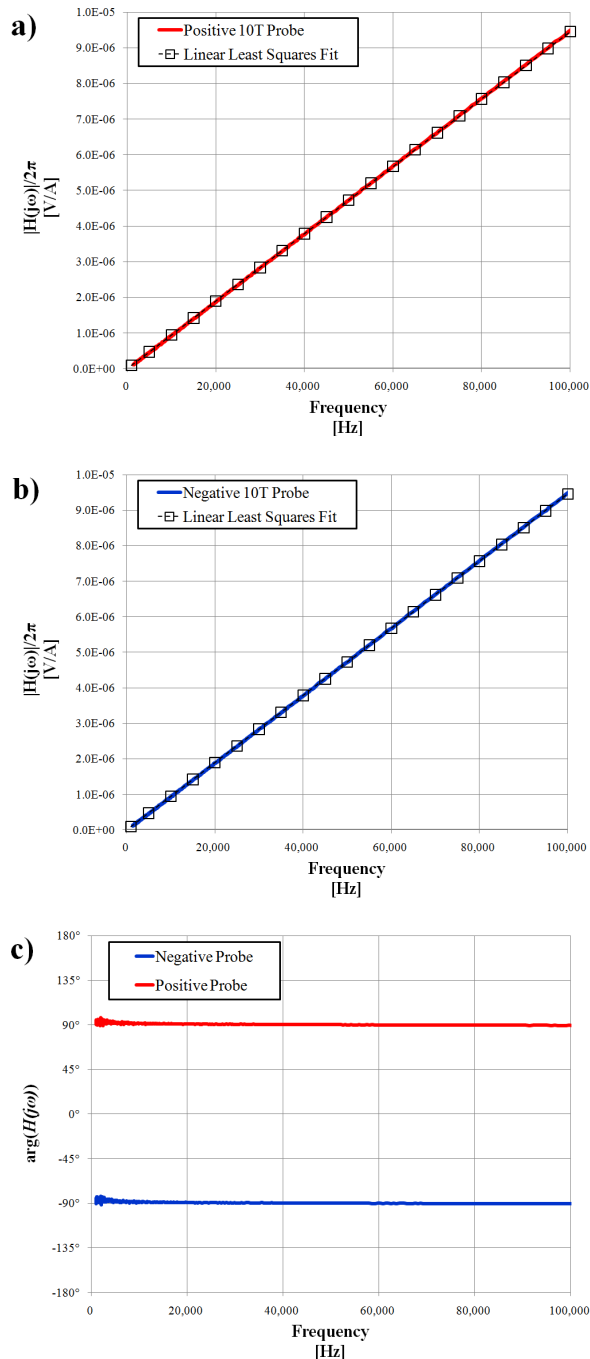 a)
1.0E-05
9.0E-06
8.0E-06
7.0E-06
6.0E-06
5.0E-06
4.0E-06
3.0E-06
2.0E-06
1.0E-06
0.0E+00
Positive 10T Probe
Linear Least Squares Fit
|H(jω)|/2π
[V/A]
0 20,000 40,000 60,000 80,000 100,000
Frequency
[Hz]
b)
1.0E-05
9.0E-06
8.0E-06
7.0E-06
6.0E-06
5.0E-06
4.0E-06
3.0E-06
2.0E-06
1.0E-06
0.0E+00
Negative 10T Probe
Linear Least Squares Fit
|H(jω)|/2π
[V/A]
0 20,000 40,000 60,000 80,000 100,000
Frequency
[Hz]
c)
180°
135°
90°
45°
0°
-45°
-90°
-135°
-180°
Negative Probe
Positive Probe
arg(H(jω))
0 20,000 40,000 60,000 80,000 100,000
Frequency
[Hz]